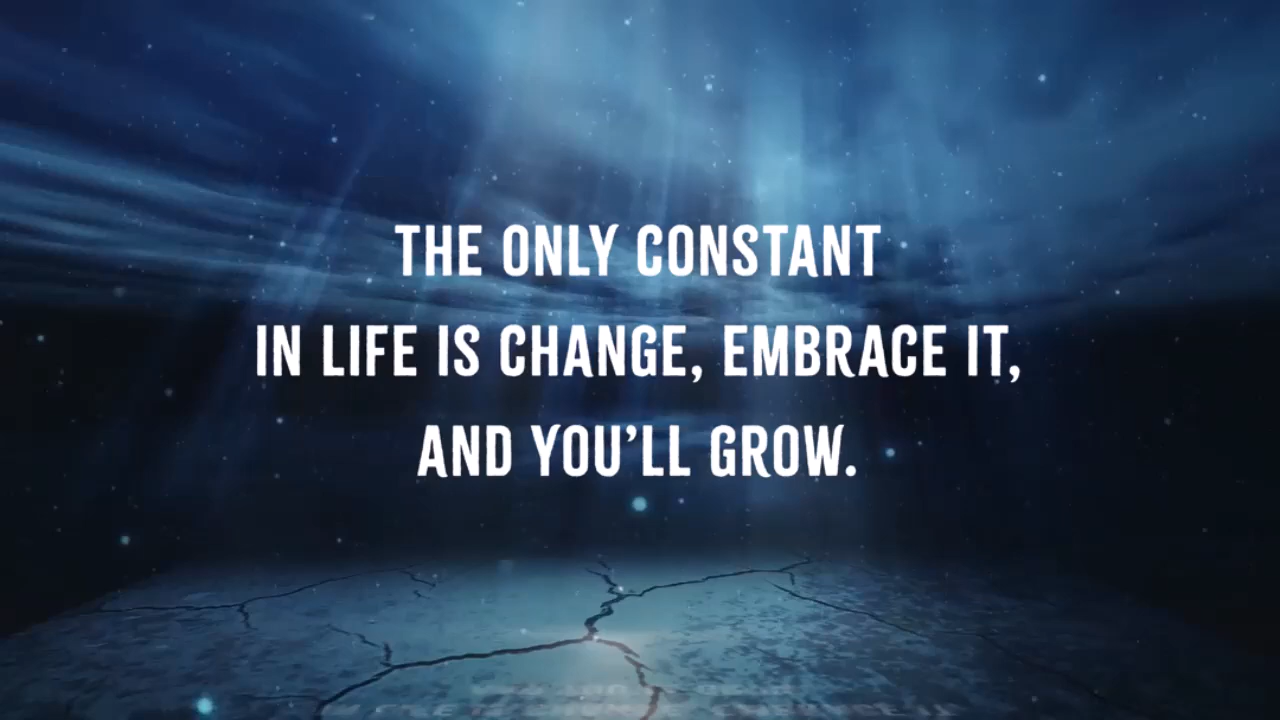 THE ONLY CONSTANT
IN LIFE IS CHANGE, EMBRACE IT,
AND YOU’LL GROW.